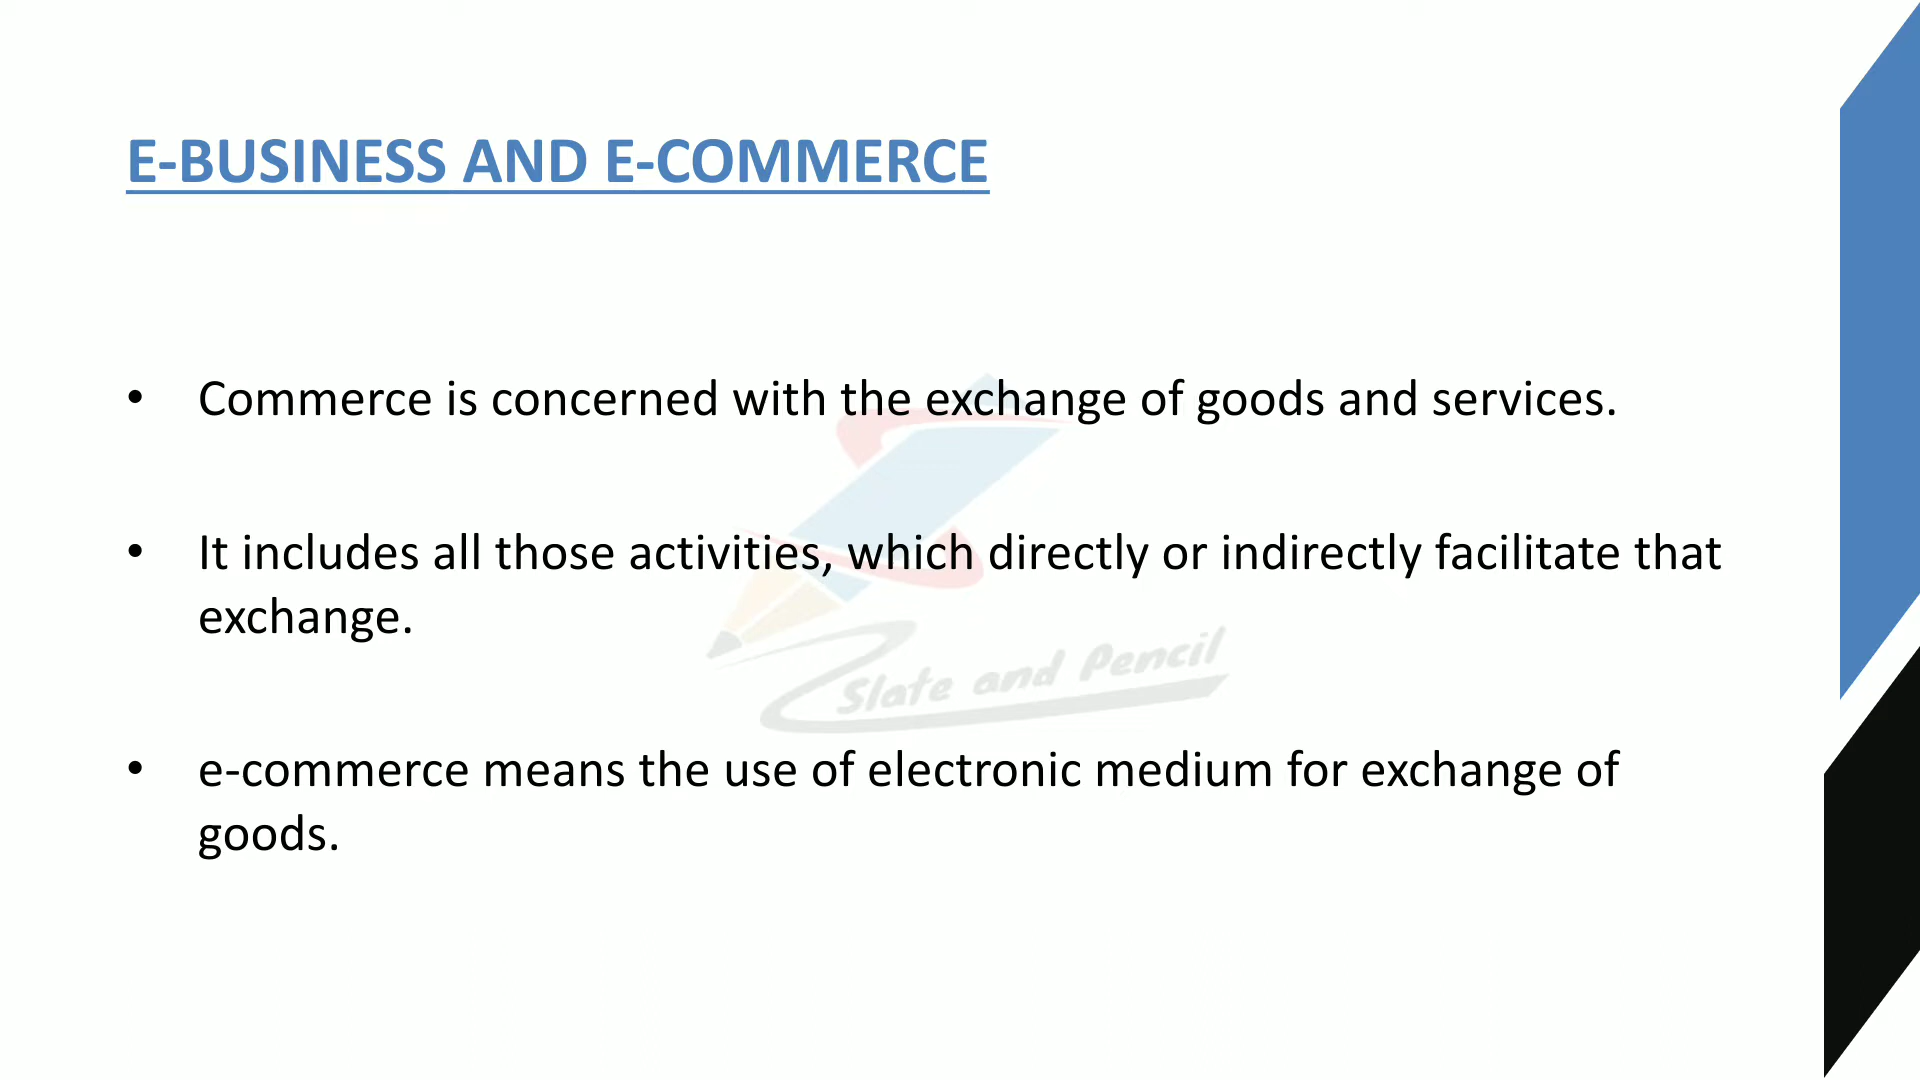 E-BUSINESS AND E-COMMERCE
• Commerce is concerned with the exchange of goods and services.
• It includes all those activities, which directly or indirectly facilitate that
exchange.
Slate and Pencil
• e-commerce means the use of electronic medium for exchange of
goods.